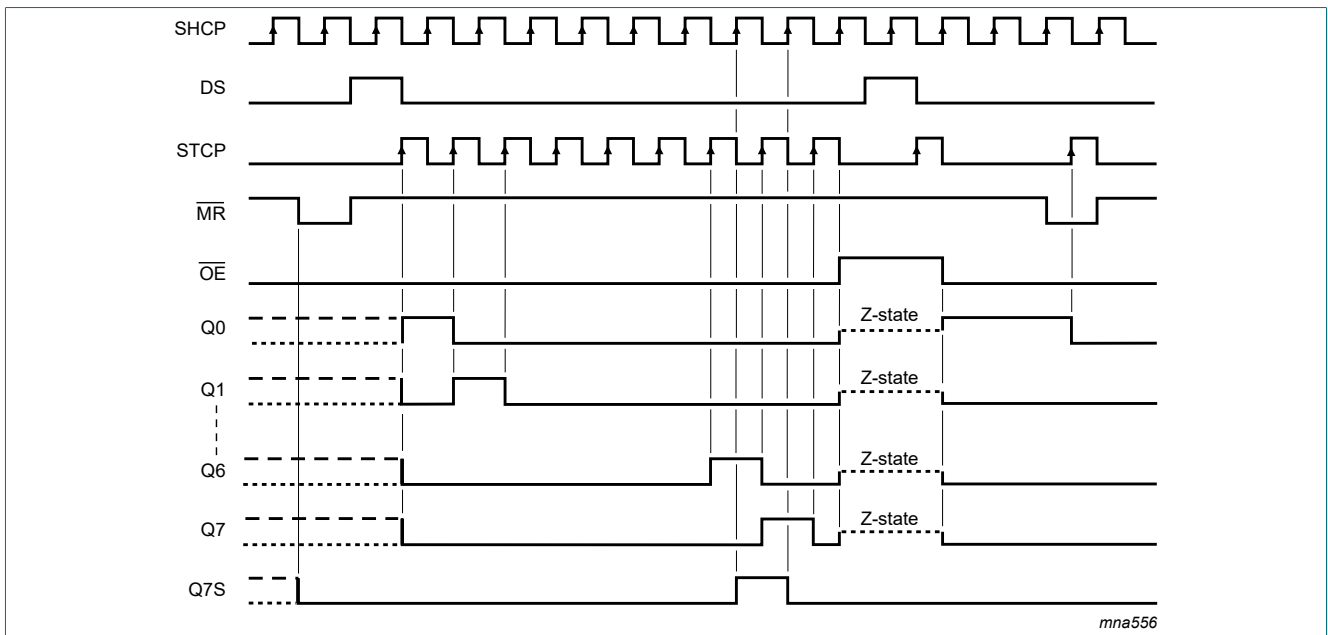 SHCP
DS
STCP
MR
OE
Q0
Z-state
Q1
Z-state
Q6
Z-state
Q7
Z-state
Q7S
mna556